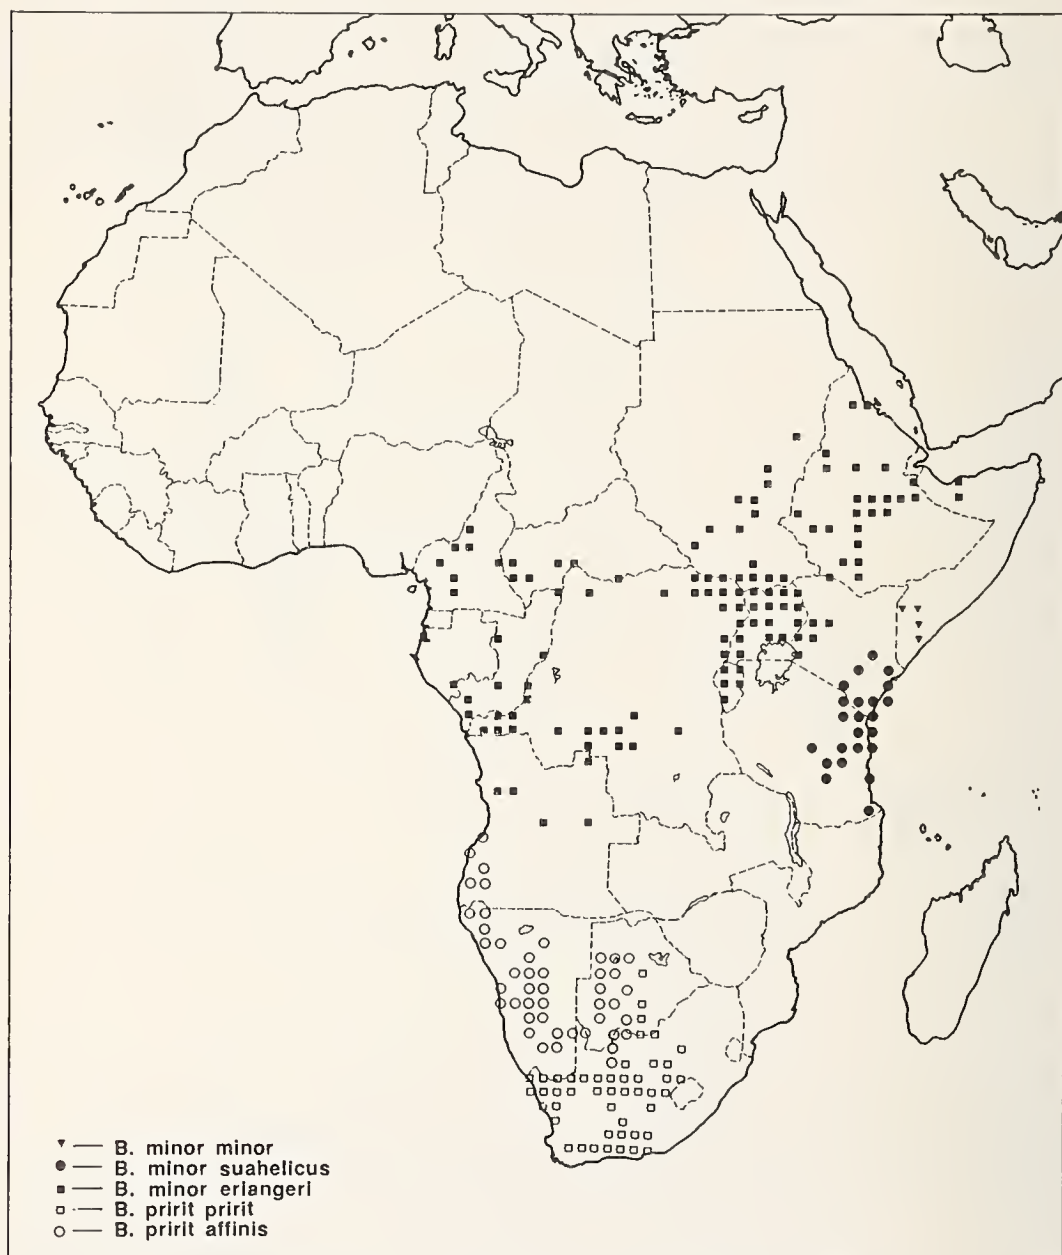 B. minor minor
B. minor suahelicus
B. minor erlangeri
B. pririt pririt
B. pririt affinis